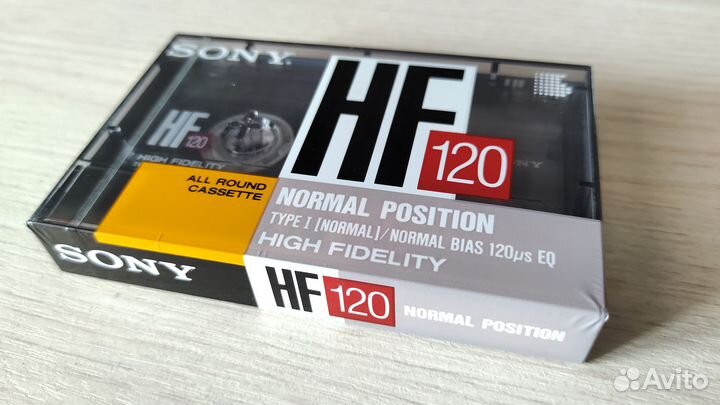 SONY
HF
120
HF 120
HIGH FIDELITY
SONY
ALL ROUND
CASSETTE
NORMAL POSITION
TYPE I [NORMAL]/NORMAL BIAS 120μs EQ
HIGH FIDELITY
SONY
HF 120
NORMAL POSITION
Avito